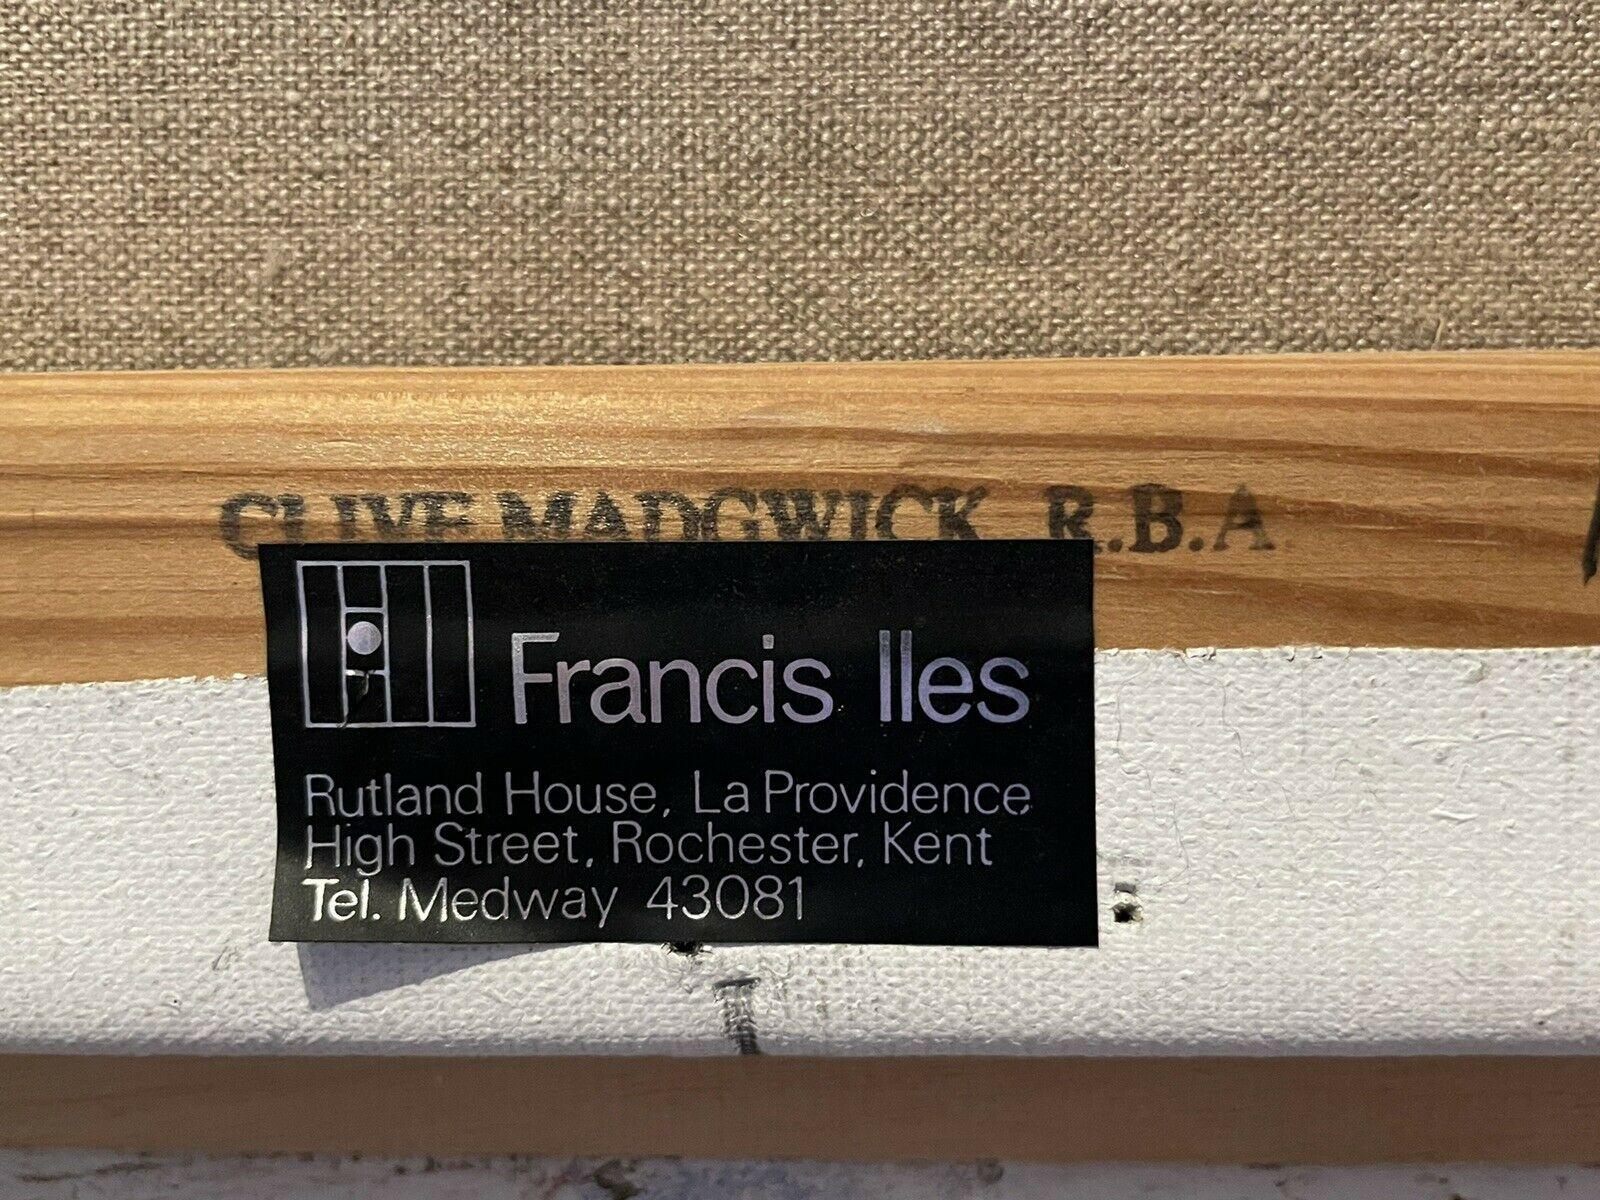 CLIVE MADGWICK R.B.A.
Francis Iles
Rutland House, La Providence
High Street, Rochester, Kent
Tel. Medway 43081